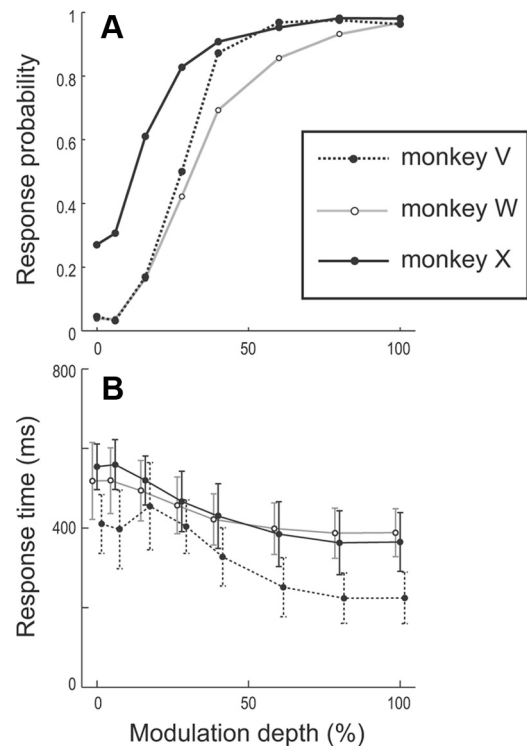 A
1
0.8
0.6
0.4
0.2
0
Response probability
0
50
100
monkey V
monkey W
monkey X
B
800
400
0
Response time (ms)
0
50
100
Modulation depth (%)